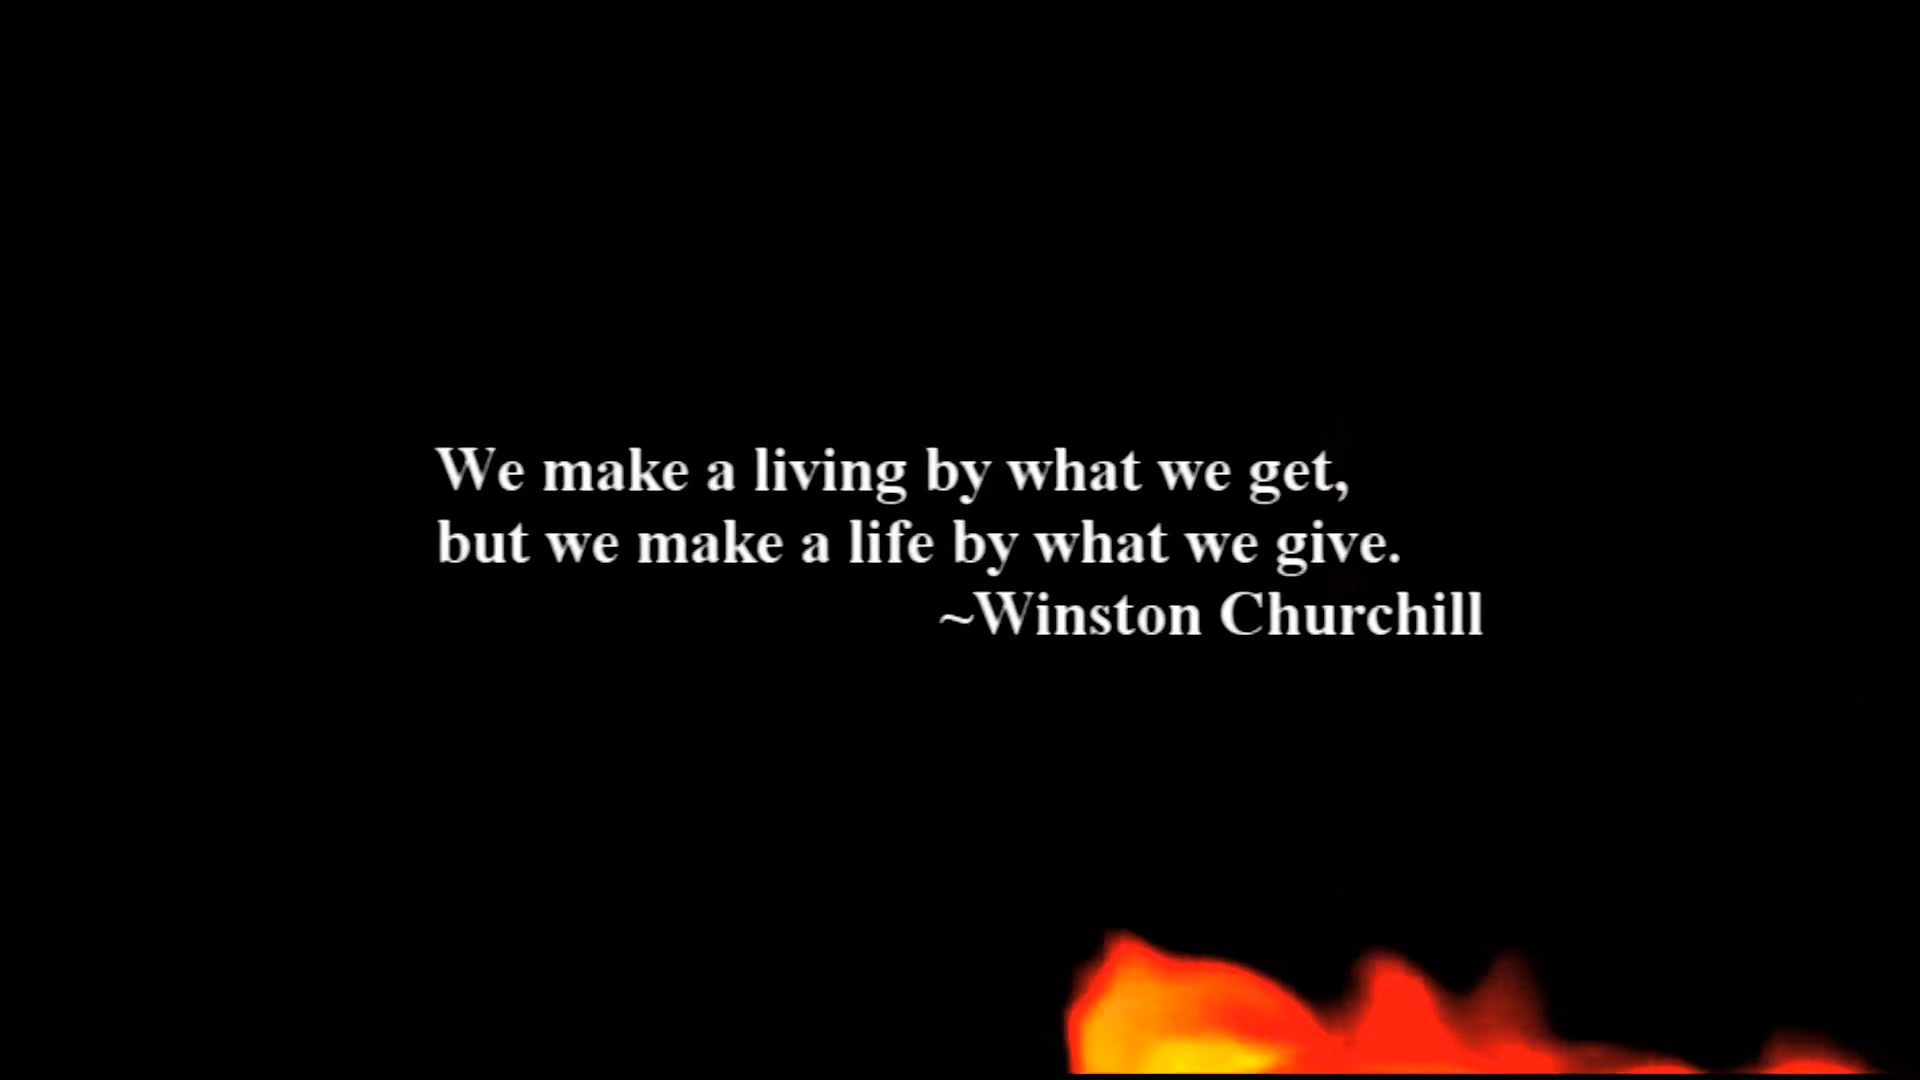 We make a living by what we get,
but we make a life by what we give.
~Winston Churchill